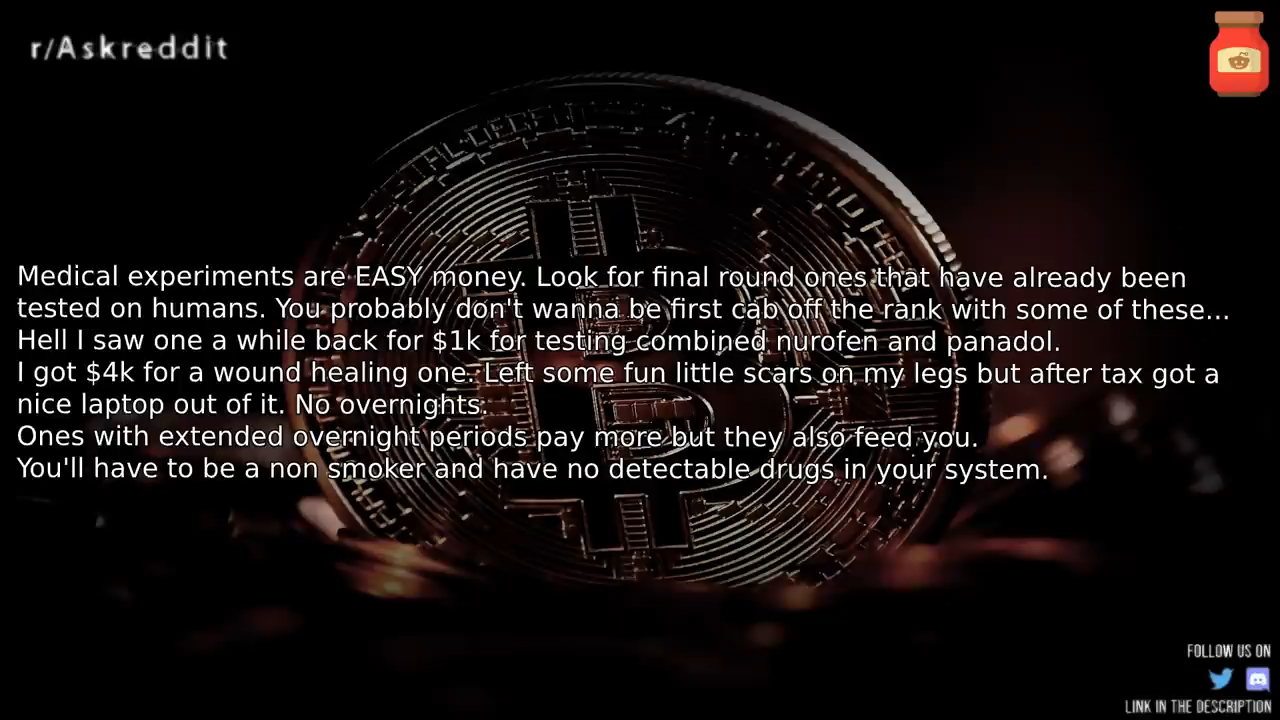 r/Askreddit
Medical experiments are EASY money. Look for final round ones that have already been
tested on humans. You probably don't wanna be first cab off the rank with some of these...
Hell I saw one a while back for $1k for testing combined nurofen and panadol.
I got $4k for a wound healing one. Left some fun little scars on my legs but after tax got a
nice laptop out of it. No overnights.
Ones with extended overnight periods pay more but they also feed you.
You'll have to be a non smoker and have no detectable drugs in your system.
FOLLOW US ON
LINK IN THE DESCRIPTION